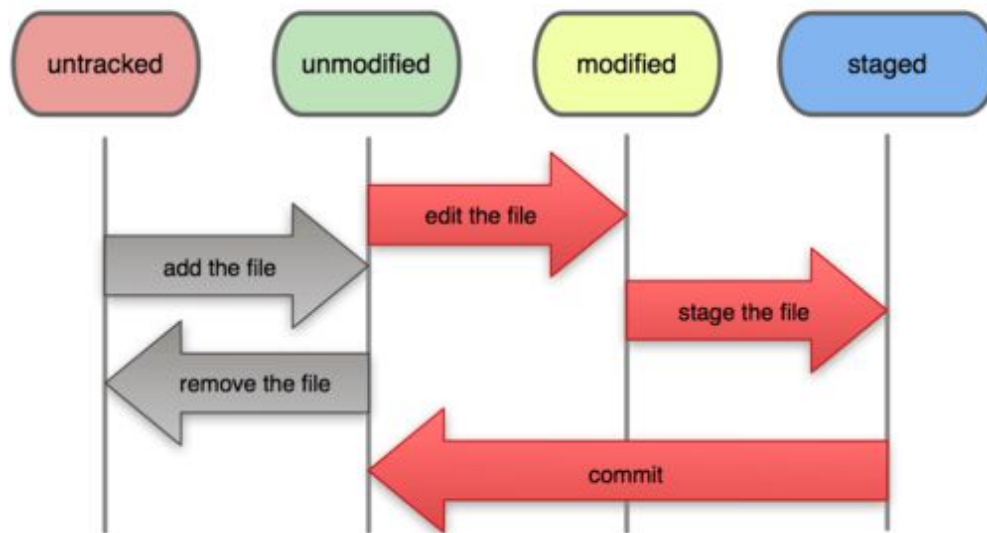 untracked
unmodified
modified
staged
edit the file
add the file
stage the file
remove the file
commit